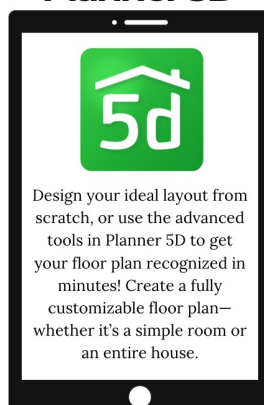 Planner 5D
5d
Design your ideal layout from
scratch, or use the advanced
tools in Planner 5D to get
your floor plan recognized in
minutes! Create a fully
customizable floor plan—
whether it's a simple room or
an entire house.